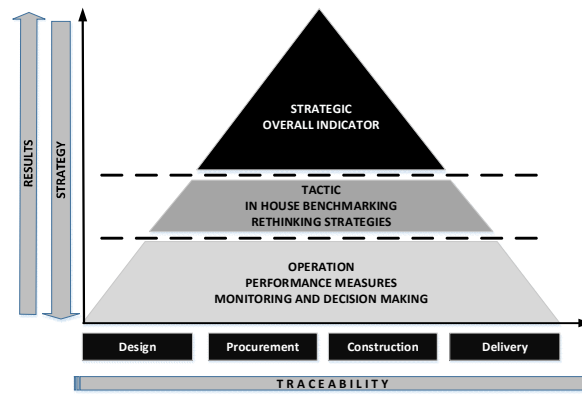 RESULTS
STRATEGY
STRATEGIC
OVERALL INDICATOR
TACTIC
IN HOUSE BENCHMARKING
RETHINKING STRATEGIES
OPERATION
PERFORMANCE MEASURES
MONITORING AND DECISION MAKING
Design
Procurement
Construction
Delivery
TRACEABILITY